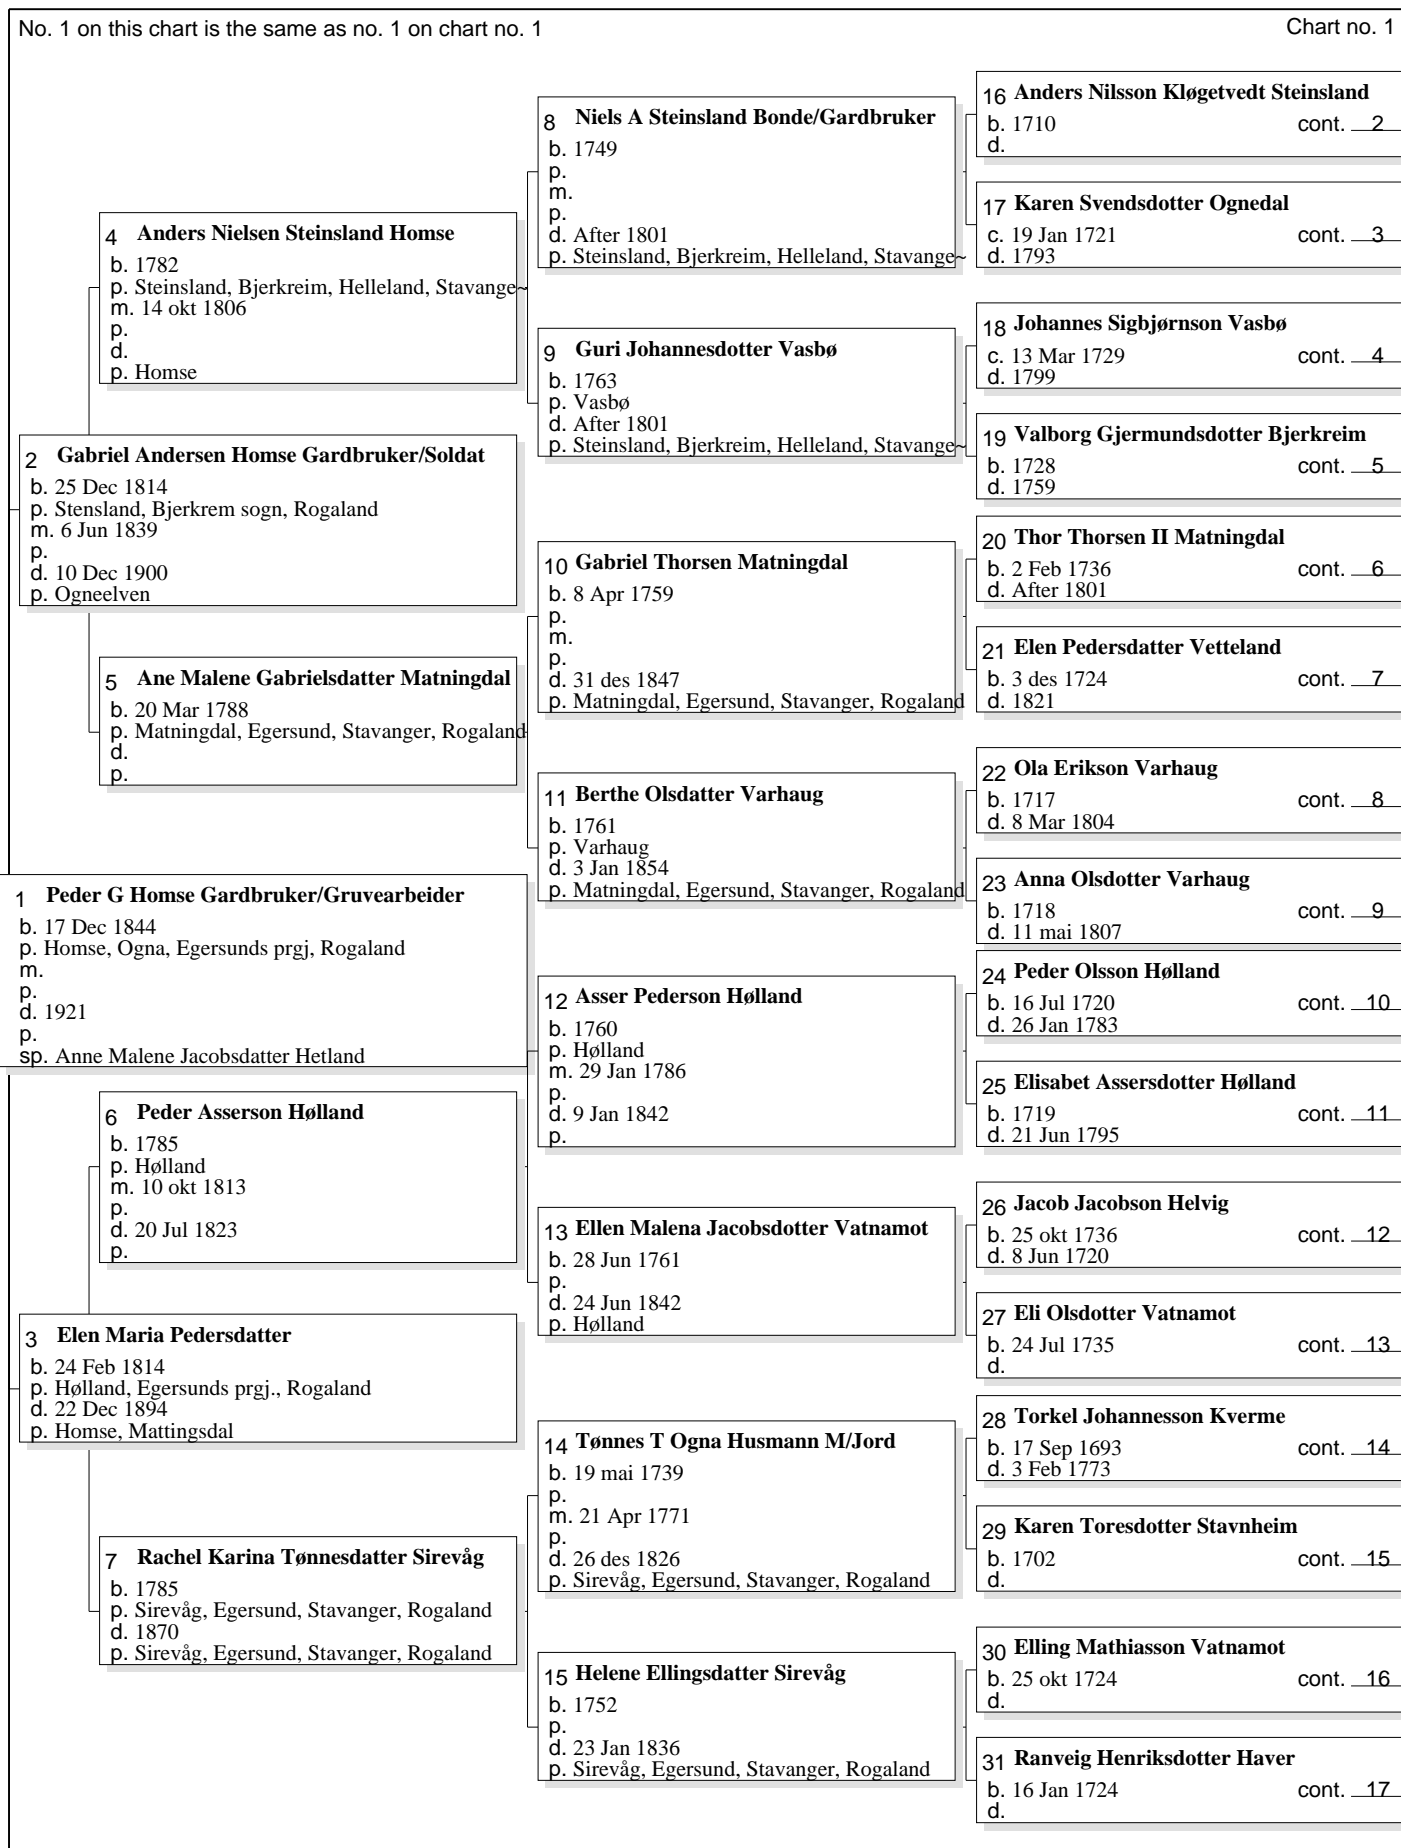 No. 1 on this chart is the same as no. 1 on chart no. 1
Chart no. 1
16 Anders Nilsson Kløgetvedt Steinsland
b. 1710 cont. 2
d.
8 Niels A Steinsland Bonde/Gardbruker
b. 1749
p.
m.
p.
d. After 1801
p. Steinsland, Bjerkreim, Helleland, Stavange~
17 Karen Svendsdotter Ognedal
c. 19 Jan 1721 cont. 3
d. 1793
4 Anders Nielsen Steinsland Homse
b. 1782
p. Steinsland, Bjerkreim, Helleland, Stavange~
m. 14 okt 1806
p.
d.
p. Homse
18 Johannes Sigbjørnson Vasbø
c. 13 Mar 1729 cont. 4
d. 1799
9 Guri Johannesdotter Vasbø
b. 1763
p. Vasbø
d. After 1801
p. Steinsland, Bjerkreim, Helleland, Stavange~
19 Valborg Gjermundsdotter Bjerkreim
b. 1728 cont. 5
d. 1759
2 Gabriel Andersen Homse Gardbruker/Soldat
b. 25 Dec 1814
p. Stensland, Bjerkrem sogn, Rogaland
m. 6 Jun 1839
p.
d. 10 Dec 1900
p. Ogneelven
20 Thor Thorsen II Matningdal
b. 2 Feb 1736 cont. 6
d. After 1801
10 Gabriel Thorsen Matningdal
b. 8 Apr 1759
p.
m.
p.
d. 31 des 1847
p. Matningdal, Egersund, Stavanger, Rogaland
21 Elen Pedersdatter Vetteland
b. 3 des 1724 cont. 7
d. 1821
5 Ane Malene Gabrielsdatter Matningdal
b. 20 Mar 1788
p. Matningdal, Egersund, Stavanger, Rogaland
d.
p.
22 Ola Erikson Varhaug
b. 1717 cont. 8
d. 8 Mar 1804
11 Berthe Olsdatter Varhaug
b. 1761
p. Varhaug
d. 3 Jan 1854
p. Matningdal, Egersund, Stavanger, Rogaland
23 Anna Olsdotter Varhaug
b. 1718 cont. 9
d. 11 mai 1807
1 Peder G Homse Gardbruker/Gruvearbeider
b. 17 Dec 1844
p. Homse, Ogna, Egersunds prgj, Rogaland
m.
p.
d. 1921
p.
sp. Anne Malene Jacobsdatter Hetland
24 Peder Olsson Hølland
b. 16 Jul 1720 cont. 10
d. 26 Jan 1783
12 Asser Pederson Hølland
b. 1760
p. Hølland
m. 29 Jan 1786
p.
d. 9 Jan 1842
p.
25 Elisabet Assersdotter Hølland
b. 1719 cont. 11
d. 21 Jun 1795
6 Peder Asserson Hølland
b. 1785
p. Hølland
m. 10 okt 1813
p.
d. 20 Jul 1823
p.
26 Jacob Jacobson Helvig
b. 25 okt 1736 cont. 12
d. 8 Jun 1720
13 Ellen Malena Jacobsdotter Vatnamot
b. 28 Jun 1761
p.
d. 24 Jun 1842
p. Hølland
27 Eli Olsdotter Vatnamot
b. 24 Jul 1735 cont. 13
d.
3 Elen Maria Pedersdatter
b. 24 Feb 1814
p. Hølland, Egersunds prgj., Rogaland
d. 22 Dec 1894
p. Homse, Mattingsdal
28 Torkel Johannesson Kverme
b. 17 Sep 1693 cont. 14
d. 3 Feb 1773
14 Tønnes T Ogna Husmann M/Jord
b. 19 mai 1739
p.
m. 21 Apr 1771
p.
d. 26 des 1826
p. Sirevåg, Egersund, Stavanger, Rogaland
29 Karen Toresdotter Stavnheim
b. 1702 cont. 15
d.
7 Rachel Karina Tønnesdatter Sirevåg
b. 1785
p. Sirevåg, Egersund, Stavanger, Rogaland
d. 1870
p. Sirevåg, Egersund, Stavanger, Rogaland
30 Elling Mathiasson Vatnamot
b. 25 okt 1724 cont. 16
d.
15 Helene Ellingsdatter Sirevåg
b. 1752
p.
d. 23 Jan 1836
p. Sirevåg, Egersund, Stavanger, Rogaland
31 Ranveig Henriksdotter Haver
b. 16 Jan 1724 cont. 17
d.